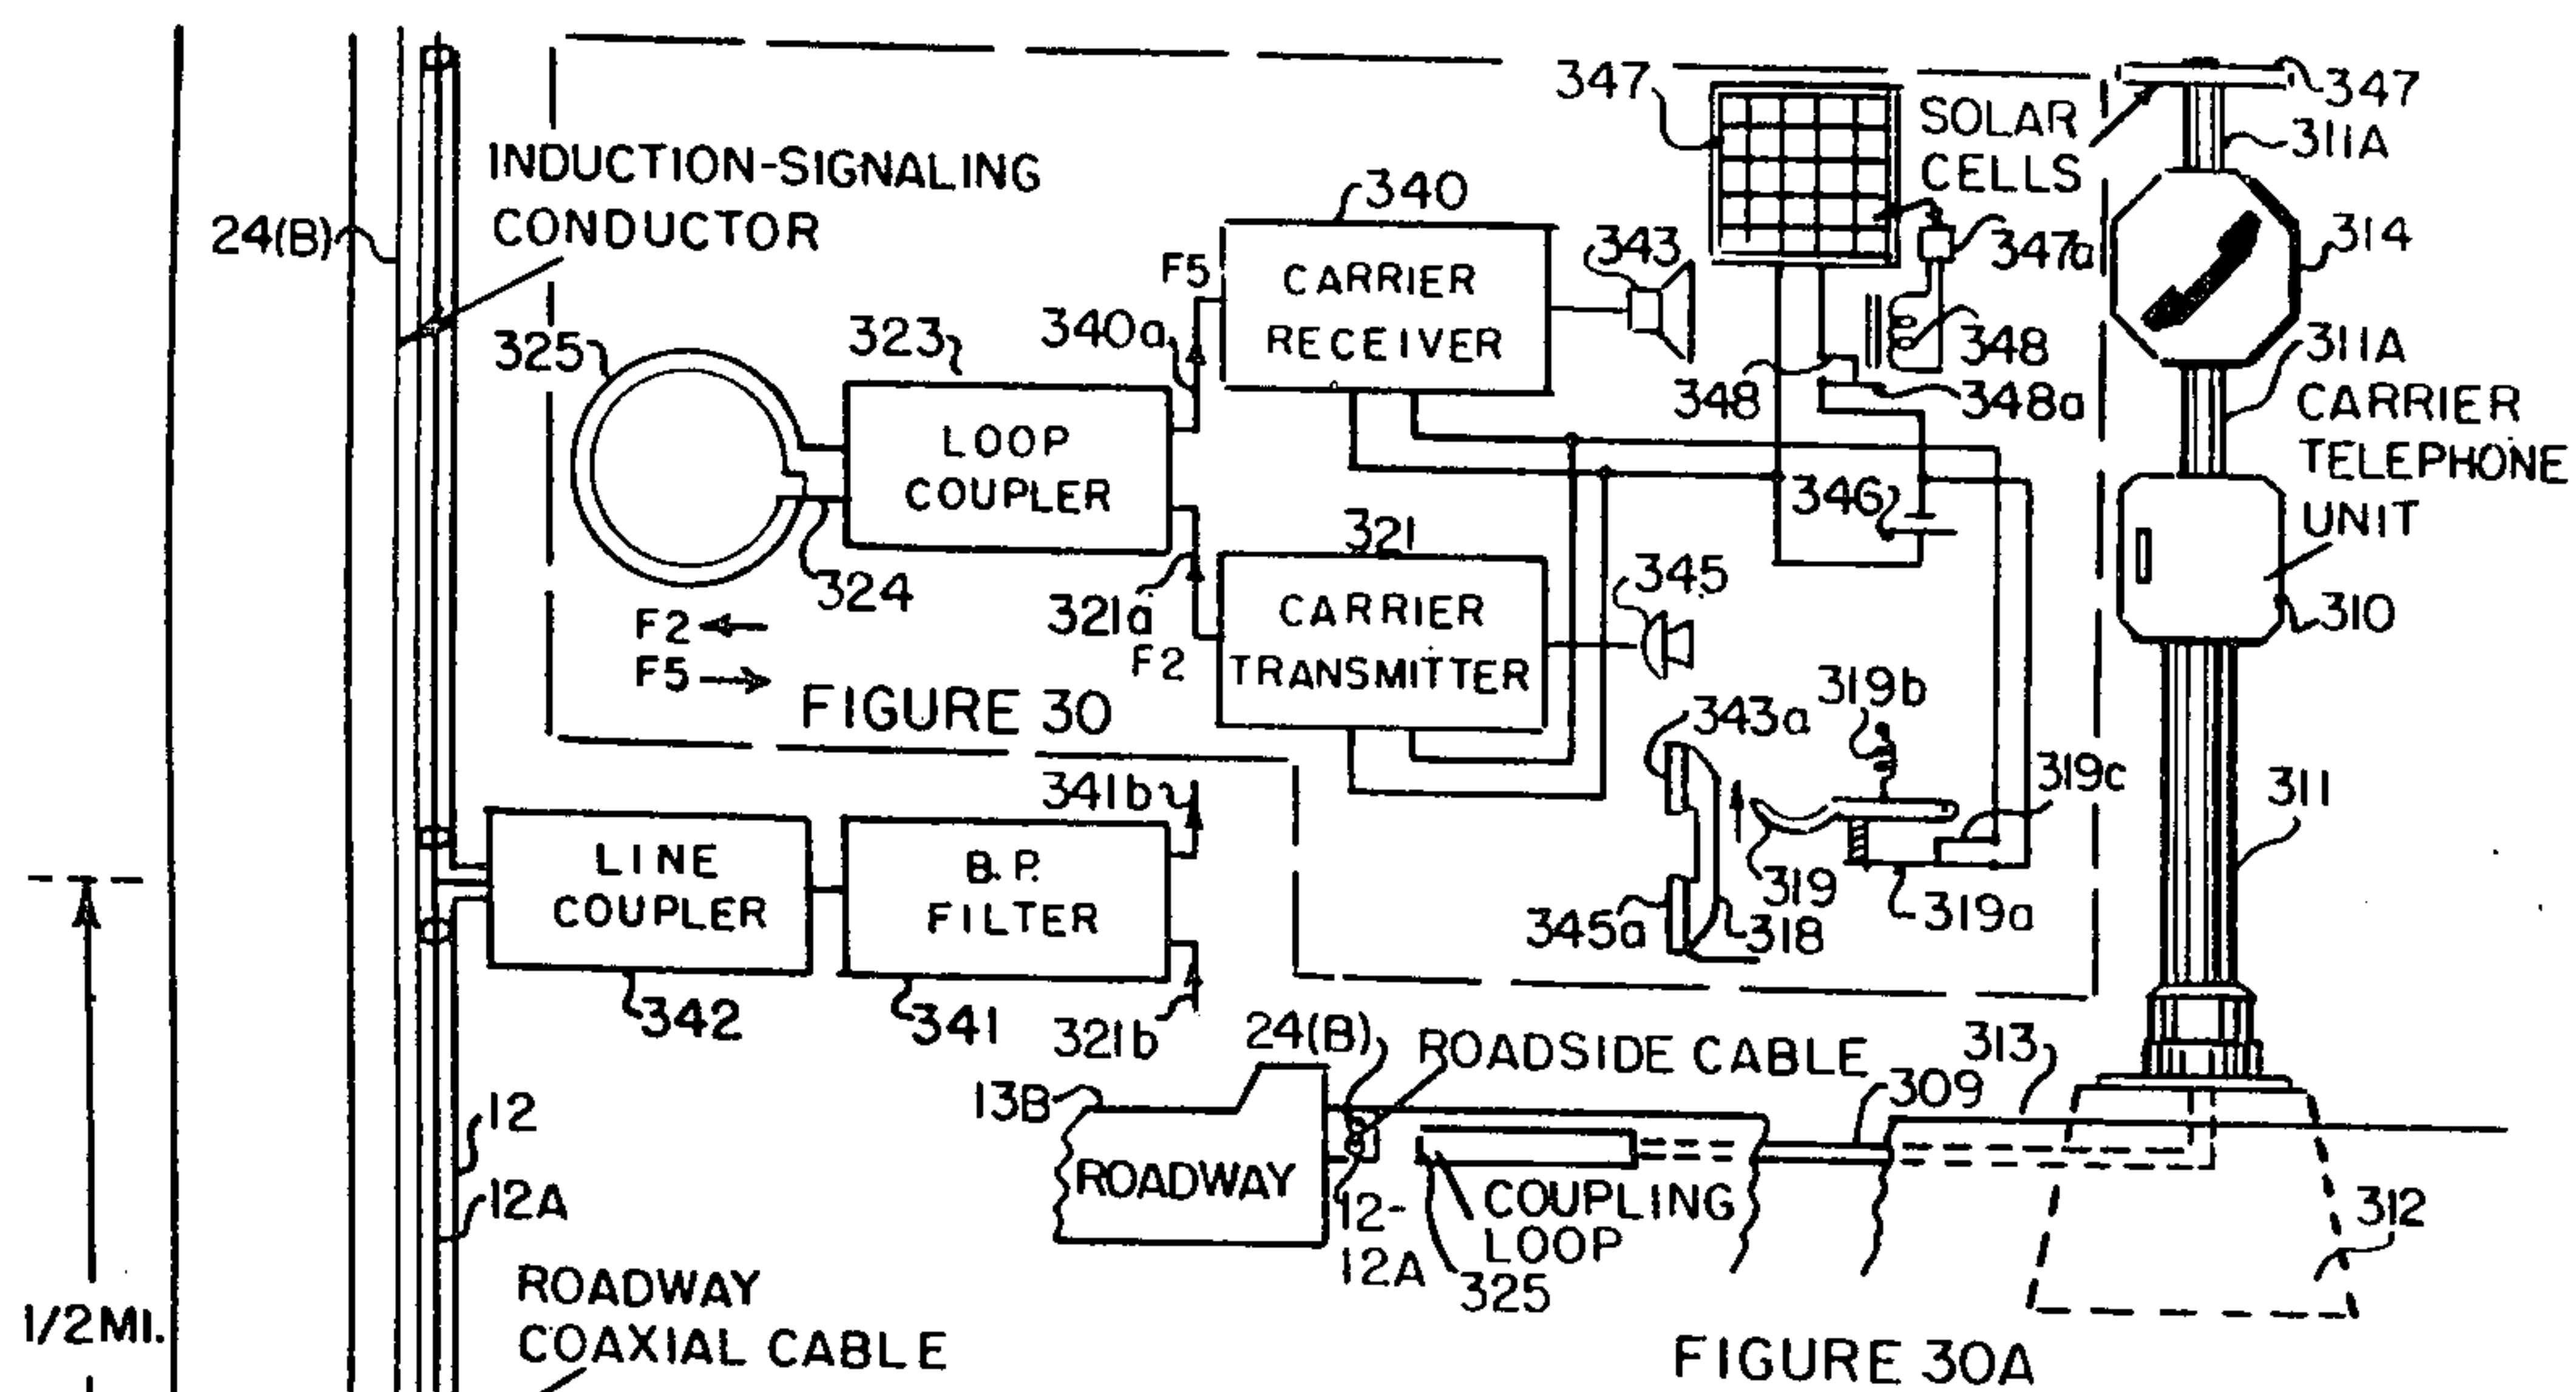 347
SOLAR
CELLS
347
311A
INDUCTION-SIGNALING
CONDUCTOR
24(B)
340
F5
CARRIER
RECEIVER
343
347a
314
325
323
340a
348
348
348a
311A
CARRIER
TELEPHONE
UNIT
LOOP
COUPLER
346
324
321
321a
F2
CARRIER
TRANSMITTER
345
310
F2
F5
FIGURE 30
343a
319b
319c
311
341b
LINE
COUPLER
B.P.
FILTER
319
319a
345a
318
342
341
321b
24(B)
ROADSIDE CABLE
313
13B
309
12
ROADWAY
12A
12-
12A
COUPLING
LOOP
325
312
ROADWAY
COAXIAL CABLE
1/2 MI.
FIGURE 30A